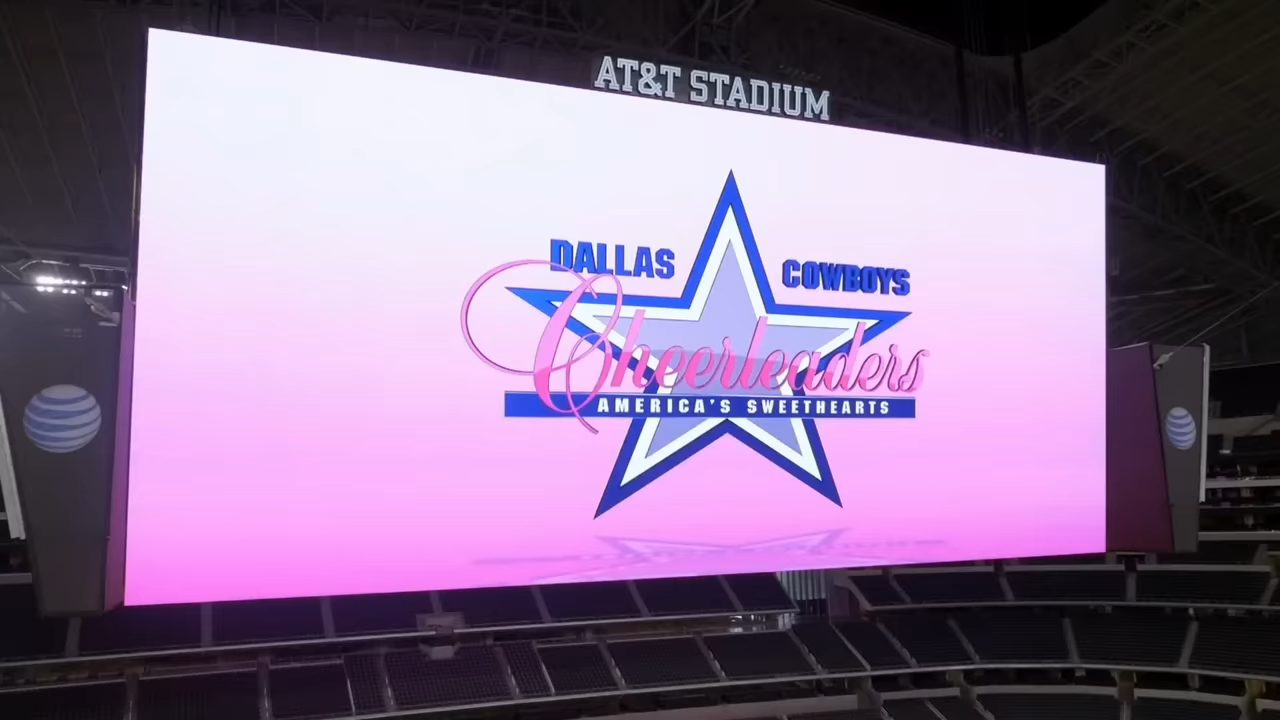 AT&T STADIUM
DALLAS COWBOYS
Cheerleaders
AMERICA'S SWEETHEARTS